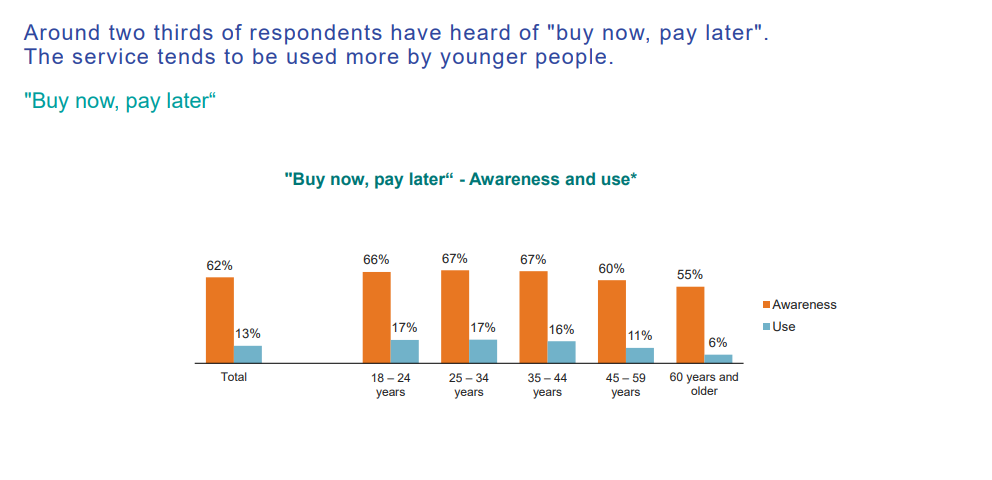 Around two thirds of respondents have heard of "buy now, pay later".
The service tends to be used more by younger people.
"Buy now, pay later“
"Buy now, pay later“ - Awareness and use*
62%
13%
66%
17%
67%
17%
67%
16%
60%
11%
55%
6%
Awareness
Use
Total
18 – 24
years
25 – 34
years
35 – 44
years
45 – 59
years
60 years and
older